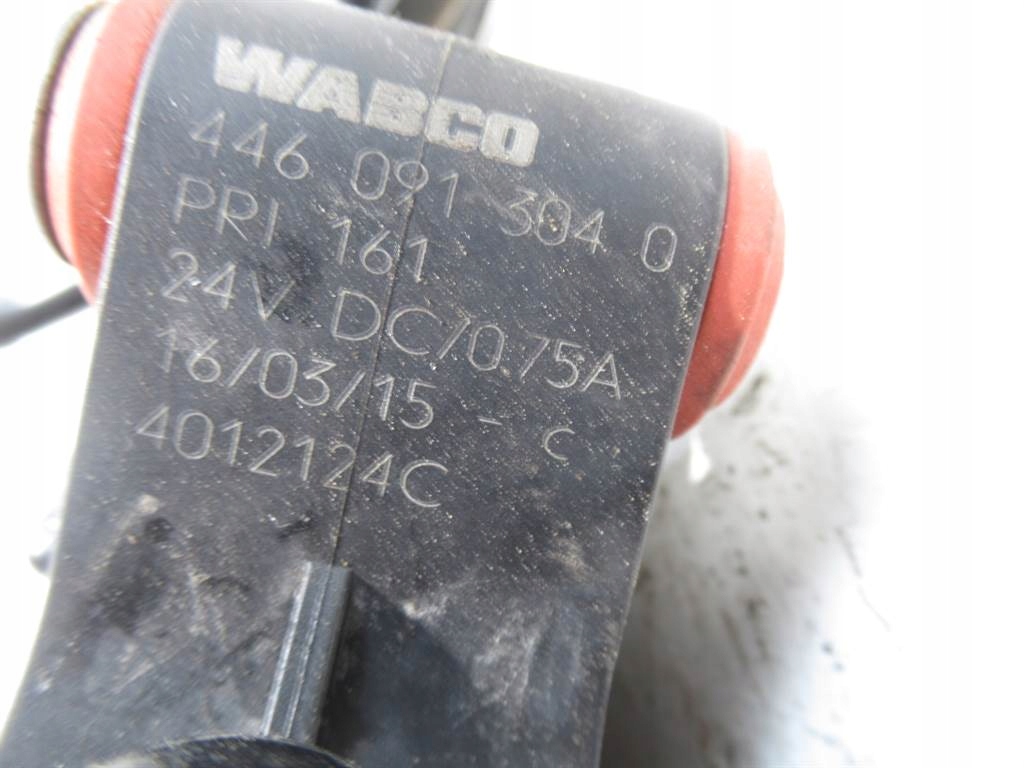 WABCO
446 091 304 0
PRI 161
24V DC/0.75A
16/03/15 - C
4012124C